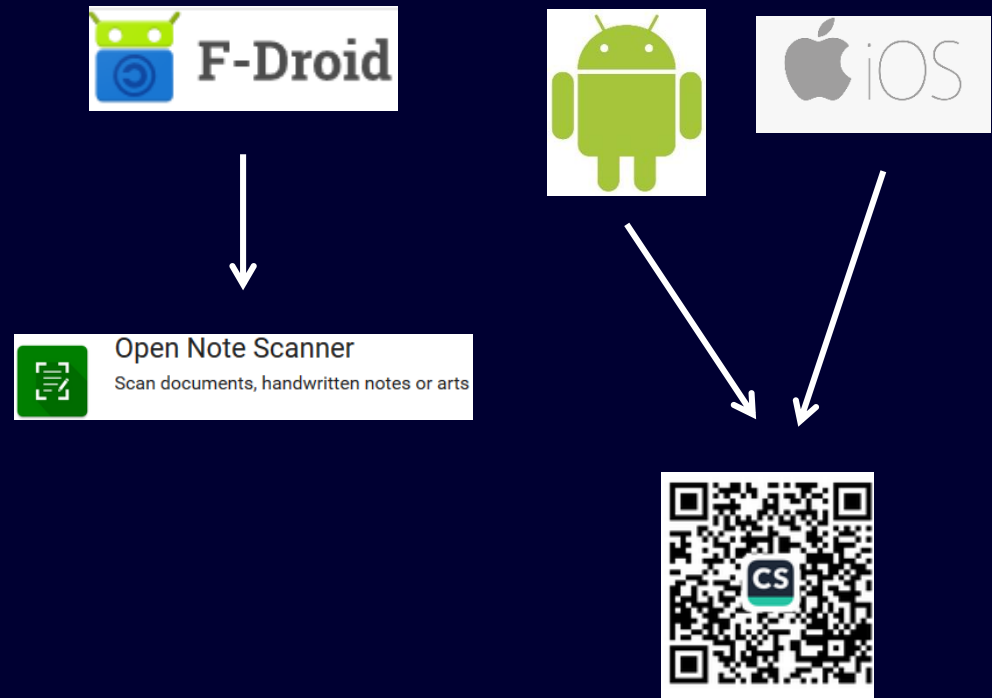 F-Droid
iOS
Open Note Scanner
Scan documents, handwritten notes or arts
CS